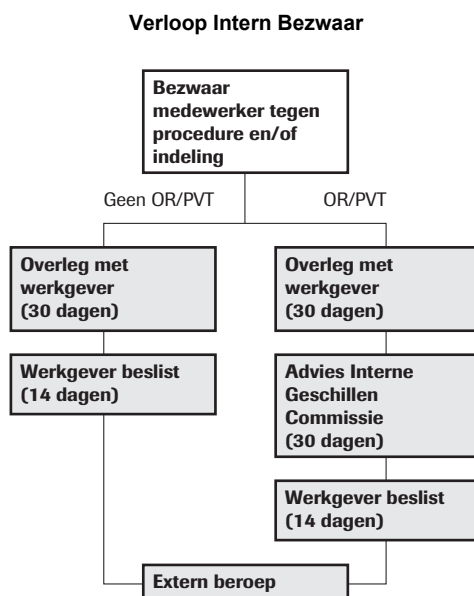 Verloop Intern Bezwaar
Bezwaar
medewerker tegen
procedure en/of
indeling
Geen OR/PVT
OR/PVT
Overleg met
werkgever
(30 dagen)
Werkgever beslist
(14 dagen)
Overleg met
werkgever
(30 dagen)
Advies Interne
Geschillen
Commissie
(30 dagen)
Werkgever beslist
(14 dagen)
Extern beroep